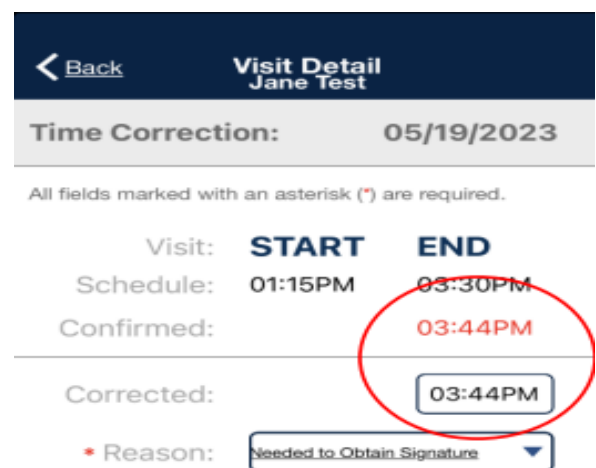 Back Visit Detail
Jane Test
Time Correction: 05/19/2023
All fields marked with an asterisk (*) are required.
Visit: START END
Schedule: 01:15PM 03:30PM
Confirmed: 03:44PM
Corrected: 03:44PM
* Reason: Needed to Obtain Signature